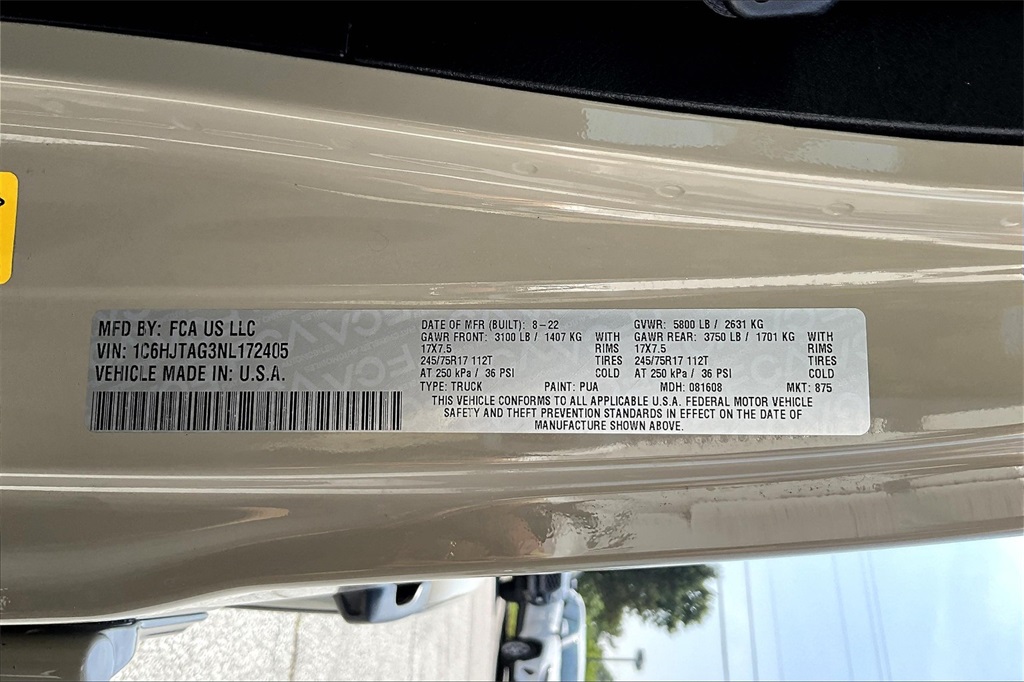 MFD BY: FCA US LLC
VIN: 1C6HJTAG3NL172405
VEHICLE MADE IN: U.S.A.
DATE OF MFR (BUILT): 8-22 GVWR: 5800 LB / 2631 KG
GAWR FRONT: 3100 LB / 1407 KG WITH GAWR REAR: 3750 LB / 1701 KG WITH
17X7.5 RIMS 17X7.5 RIMS
245/75R17 112T TIRES 245/75R17 112T TIRES
AT 250 kPa / 36 PSI COLD AT 250 kPa / 36 PSI COLD
TYPE: TRUCK PAINT: PUA MDH: 081608 MKT: 875
THIS VEHICLE CONFORMS TO ALL APPLICABLE U.S.A. FEDERAL MOTOR VEHICLE
SAFETY AND THEFT PREVENTION STANDARDS IN EFFECT ON THE DATE OF
MANUFACTURE SHOWN ABOVE.